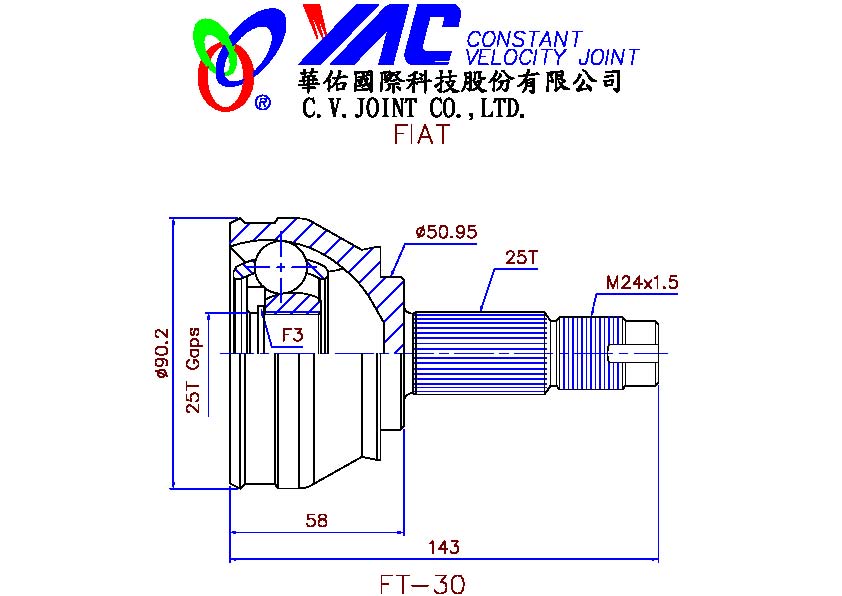 YAC CONSTANT
VELOCITY JOINT
®
華佑國際科技股份有限公司
C.V.JOINT CO.,LTD.
FIAT
ø50.95
25T
M24x1.5
F3
ø90.2
25T Gaps
58
143
FT-30